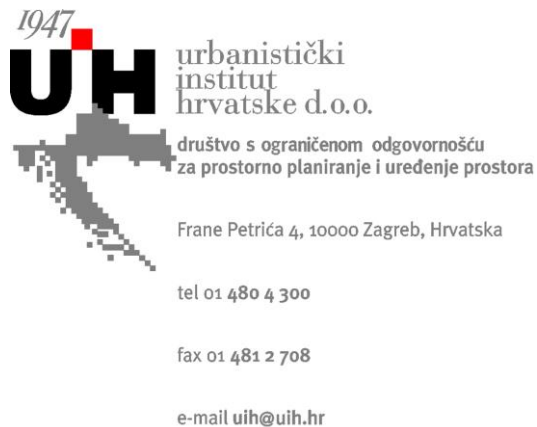 1947
UIH
urbanistički
institut
hrvatske d.o.o.
društvo s ograničenom odgovornošću
za prostorno planiranje i uređenje prostora
Frane Petrića 4, 10000 Zagreb, Hrvatska
tel 01 480 4 300
fax 01 481 2 708
e-mail uih@uih.hr